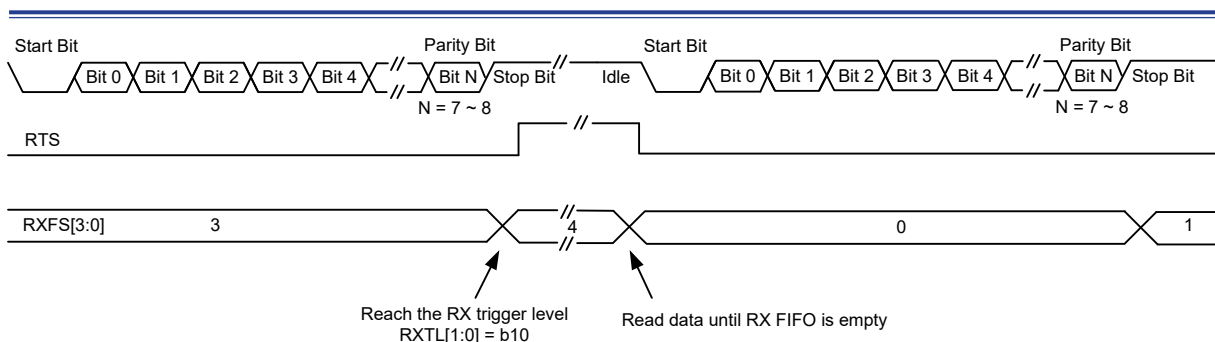 Start Bit Parity Bit Start Bit Parity Bit
Bit 0 Bit 1 Bit 2 Bit 3 Bit 4 Bit N Stop Bit Idle Bit 0 Bit 1 Bit 2 Bit 3 Bit 4 Bit N Stop Bit
N = 7 ~ 8 N = 7 ~ 8
RTS
RXFS[3:0] 3 4 0 1
Reach the RX trigger level
RXTL[1:0] = b10
Read data until RX FIFO is empty